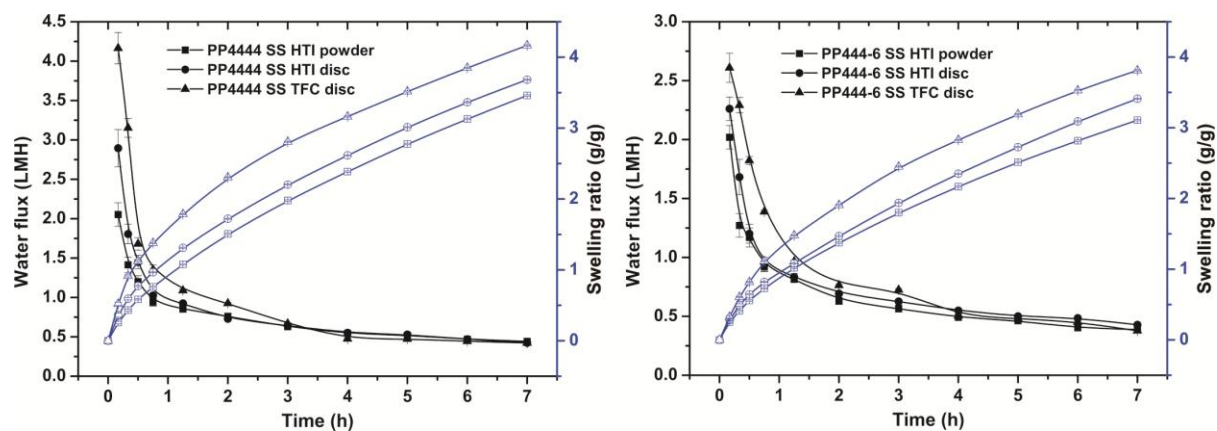 4.5
4.0
3.5
3.0
2.5
2.0
1.5
1.0
0.5
0.0
Water flux (LMH)
PP4444 SS HTI powder
PP4444 SS HTI disc
PP4444 SS TFC disc
4
3
2
1
0
Swelling ratio (g/g)
0 1 2 3 4 5 6 7
Time (h)
3.0
2.5
2.0
1.5
1.0
0.5
0.0
Water flux (LMH)
PP444-6 SS HTI powder
PP444-6 SS HTI disc
PP444-6 SS TFC disc
4
3
2
1
0
Swelling ratio (g/g)
0 1 2 3 4 5 6 7
Time (h)